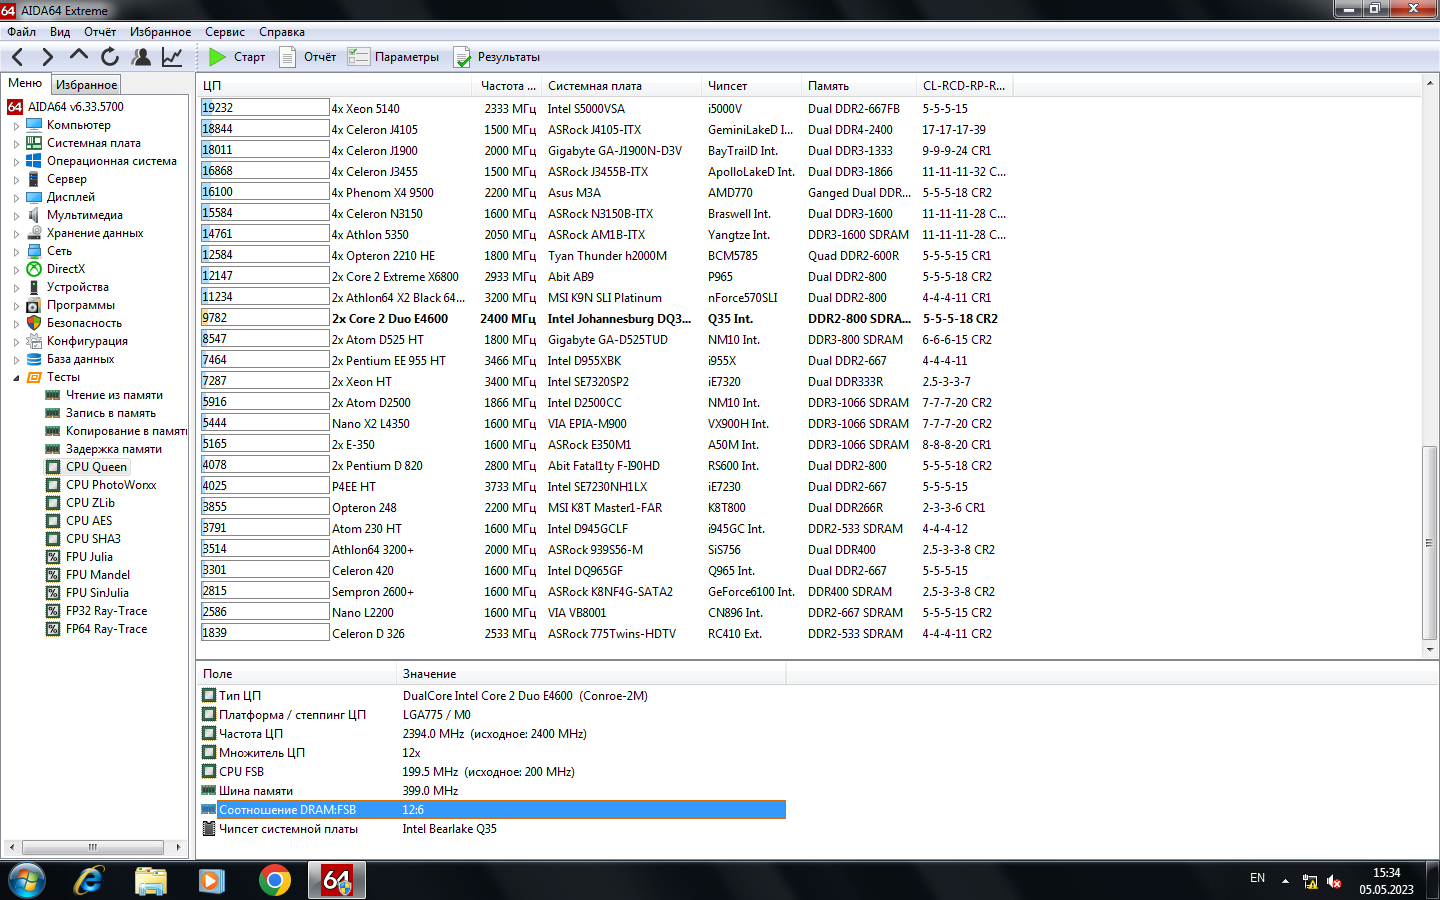 AIDA64 Extreme
Файл Вид Отчёт Избранное Сервис Справка
Старт Отчёт Параметры Результаты
Меню Избранное
AIDA64 v6.33.5700
Компьютер
Системная плата
Операционная система
Сервер
Дисплей
Мультимедиа
Хранение данных
Сеть
DirectX
Устройства
Программы
Безопасность
Конфигурация
База данных
Тесты
Чтение из памяти
Запись в память
Копирование в памяти
Задержка памяти
CPU Queen
CPU PhotoWorxx
CPU ZLib
CPU AES
CPU SHA3
FPU Julia
FPU Mandel
FPU SinJulia
FP32 Ray-Trace
FP64 Ray-Trace
ЦП Частота ... Системная плата Чипсет Память CL-RCD-RP-R...
19232 4x Xeon 5140 2333 МГц Intel S5000VSA i5000V Dual DDR2-667FB 5-5-5-15
18844 4x Celeron J4105 1500 МГц ASRock J4105-ITX GeminiLakeD I... Dual DDR4-2400 17-17-17-39
18011 4x Celeron J1900 2000 МГц Gigabyte GA-J1900N-D3V BayTrailD Int. Dual DDR3-1333 9-9-9-24 CR1
16868 4x Celeron J3455 1500 МГц ASRock J3455B-ITX ApolloLakeD Int. Dual DDR3-1866 11-11-11-32 C...
16100 4x Phenom X4 9500 2200 МГц Asus M3A AMD770 Ganged Dual DDR... 5-5-5-18 CR2
15584 4x Celeron N3150 1600 МГц ASRock N3150B-ITX Braswell Int. Dual DDR3-1600 11-11-11-28 C...
14761 4x Athlon 5350 2050 МГц ASRock AM1B-ITX Yangtze Int. DDR3-1600 SDRAM 11-11-11-28 C...
12584 4x Opteron 2210 HE 1800 МГц Tyan Thunder h2000M BCM5785 Quad DDR2-600R 5-5-5-15 CR1
12147 2x Core 2 Extreme X6800 2933 МГц Abit AB9 P965 Dual DDR2-800 5-5-5-18 CR2
11234 2x Athlon64 X2 Black 64... 3200 МГц MSI K9N SLI Platinum nForce570SLI Dual DDR2-800 4-4-4-11 CR1
9782 2x Core 2 Duo E4600 2400 МГц Intel Johannesburg DQ3... Q35 Int. DDR2-800 SDRA... 5-5-5-18 CR2
8547 2x Atom D525 HT 1800 МГц Gigabyte GA-D525TUD NM10 Int. DDR3-800 SDRAM 6-6-6-15 CR2
7464 2x Pentium EE 955 HT 3466 МГц Intel D955XBK i955X Dual DDR2-667 4-4-4-11
7287 2x Xeon HT 3400 МГц Intel SE7320SP2 iE7320 Dual DDR333R 2.5-3-3-7
5916 2x Atom D2500 1866 МГц Intel D2500CC NM10 Int. DDR3-1066 SDRAM 7-7-7-20 CR2
5444 Nano X2 L4350 1600 МГц VIA EPIA-M900 VX900H Int. DDR3-1066 SDRAM 7-7-7-20 CR2
5165 2x E-350 1600 МГц ASRock E350M1 A50M Int. DDR3-1066 SDRAM 8-8-8-20 CR1
4078 2x Pentium D 820 2800 МГц Abit Fatal1ty F-I90HD RS600 Int. Dual DDR2-800 5-5-5-18 CR2
4025 P4EE HT 3733 МГц Intel SE7230NH1LX iE7230 Dual DDR2-667 5-5-5-15
3855 Opteron 248 2200 МГц MSI K8T Master1-FAR K8T800 Dual DDR266R 2-3-3-6 CR1
3791 Atom 230 HT 1600 МГц Intel D945GCLF i945GC Int. DDR2-533 SDRAM 4-4-4-12
3514 Athlon64 3200+ 2000 МГц ASRock 939S56-M SiS756 Dual DDR400 2.5-3-3-8 CR2
3301 Celeron 420 1600 МГц Intel DQ965GF Q965 Int. Dual DDR2-667 5-5-5-15
2815 Sempron 2600+ 1600 МГц ASRock K8NF4G-SATA2 GeForce6100 Int. DDR400 SDRAM 2.5-3-3-8 CR2
2586 Nano L2200 1600 МГц VIA VB8001 CN896 Int. DDR2-667 SDRAM 5-5-5-15 CR2
1839 Celeron D 326 2533 МГц ASRock 775Twins-HDTV RC410 Ext. DDR2-533 SDRAM 4-4-4-11 CR2
Поле Значение
Тип ЦП DualCore Intel Core 2 Duo E4600 (Conroe-2M)
Платформа / степпинг ЦП LGA775 / M0
Частота ЦП 2394.0 MHz (исходное: 2400 MHz)
Множитель ЦП 12x
CPU FSB 199.5 MHz (исходное: 200 MHz)
Шина памяти 399.0 MHz
Соотношение DRAM:FSB 12:6
Чипсет системной платы Intel Bearlake Q35
64
EN
15:34
05.05.2023